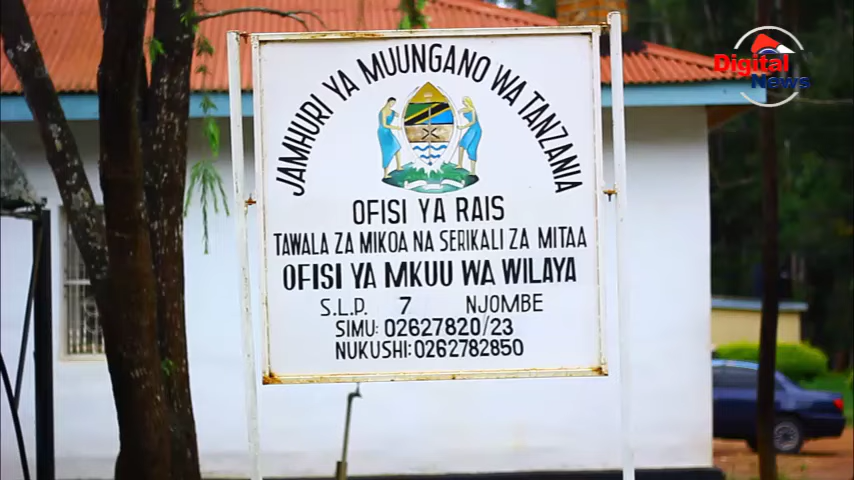 JAMHURI YA MUUNGANO WA TANZANIA
OFISI YA RAIS
TAWALA ZA MIKOA NA SERIKALI ZA MITAA
OFISI YA MKUU WA WILAYA
S.L.P. 7 NJOMBE
SIMU: 02627820/23
NUKUSHI: 0262782850
Digital
News